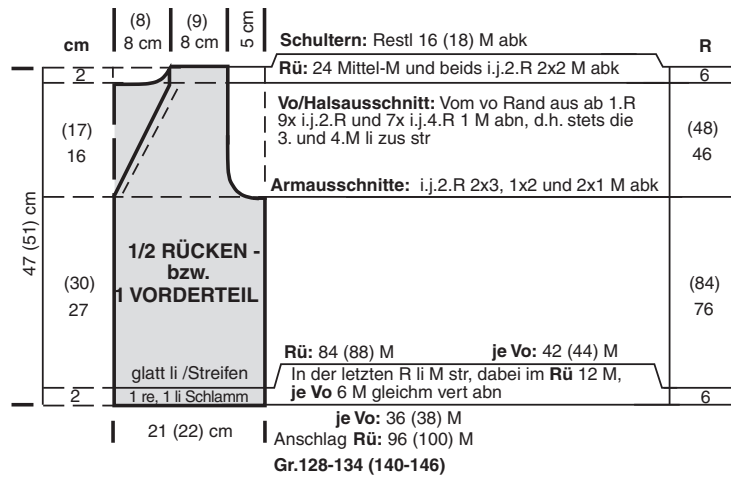 (8) (9)
8 cm 8 cm 5 cm
cm Schultern: Restl 16 (18) M abk R
2 Rü: 24 Mittel-M und beids i.j.2.R 2x2 M abk 6
Vo/Halsausschnitt: Vom vo Rand aus ab 1.R
(17) 9x i.j.2.R und 7x i.j.4.R 1 M abn, d.h. stets die (48)
16 3. und 4.M li zus str 46
Armausschnitte: i.j.2.R 2x3, 1x2 und 2x1 M abk
47 (51) cm
1/2 RÜCKEN -
bzw.
1 VORDERTEIL
(30) (84)
27 76
Rü: 84 (88) M je Vo: 42 (44) M
glatt li /Streifen In der letzten R li M str, dabei im Rü 12 M,
2 1 re, 1 li Schlamm je Vo 6 M gleichm vert abn 6
je Vo: 36 (38) M
21 (22) cm Anschlag Rü: 96 (100) M
Gr.128-134 (140-146)